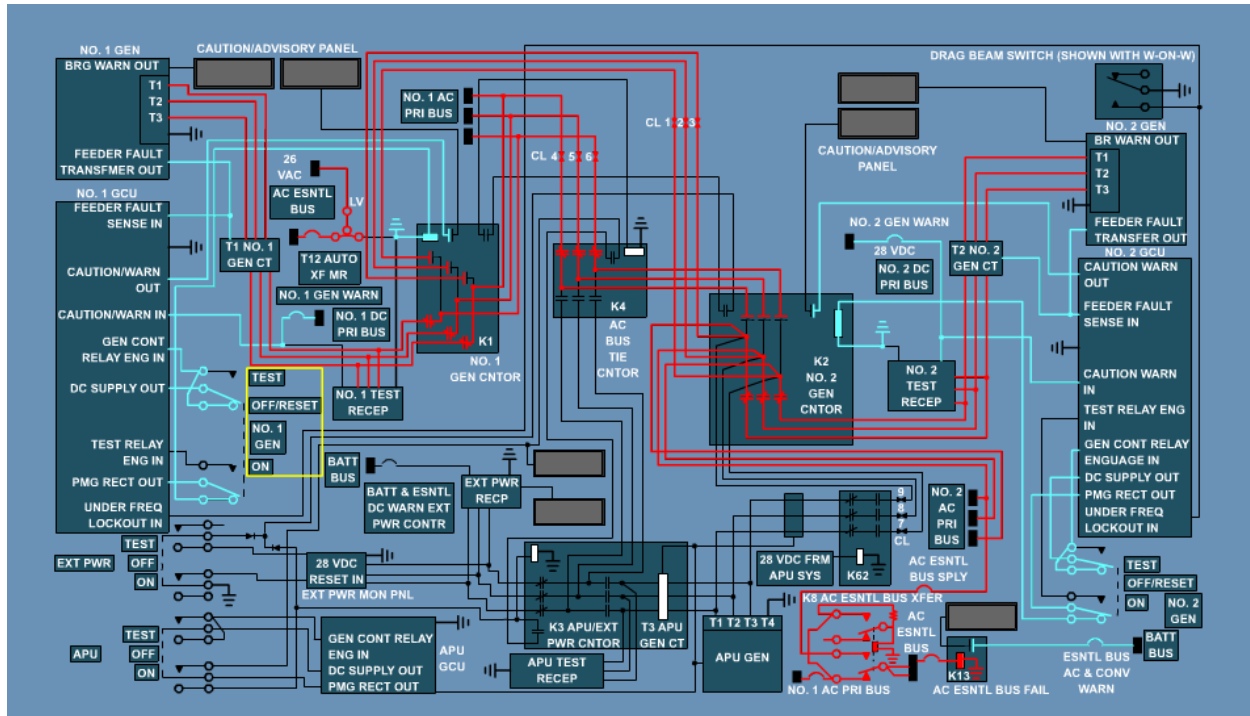 NO. 1 GEN
BRG WARN OUT
T1
T2
T3
FEEDER FAULT
TRANSFMER OUT
NO. 1 GCU
FEEDER FAULT
SENSE IN
CAUTION/WARN
OUT
CAUTION/WARN IN
GEN CONT
RELAY ENG IN
DC SUPPLY OUT
TEST RELAY
ENG IN
PMG RECT OUT
UNDER FREQ
LOCKOUT IN
CAUTION/ADVISORY PANEL
NO. 1 AC
PRI BUS
CL 1 2 3
CL 4 5 6
26
VAC
AC ESNTL
BUS
LV
T1 NO. 1
GEN CT
T12 AUTO
XF MR
NO. 1 GEN WARN
NO. 1 DC
PRI BUS
K1
NO. 1
GEN CNTOR
NO. 1 TEST
RECEP
TEST
OFF/RESET
NO. 1
GEN
ON
K4
AC
BUS
TIE
CNTOR
DRAG BEAM SWITCH (SHOWN WITH W-ON-W)
CAUTION/ADVISORY
PANEL
NO. 2 GEN
BR WARN OUT
T1
T2
T3
FEEDER FAULT
TRANSFER OUT
NO. 2 GCU
CAUTION WARN
OUT
FEEDER FAULT
SENSE IN
CAUTION WARN
IN
TEST RELAY ENG
IN
GEN CONT RELAY
ENGUAGE IN
DC SUPPLY OUT
PMG RECT OUT
UNDER FREQ
LOCKOUT IN
NO. 2 GEN WARN
28 VDC
NO. 2 DC
PRI BUS
T2 NO. 2
GEN CT
K2
NO. 2
GEN
CNTOR
NO. 2
TEST
RECEP
BATT
BUS
BATT & ESNTL
DC WARN EXT
PWR CONTR
EXT PWR
RECP
EXT PWR
TEST
OFF
ON
28 VDC
RESET IN
EXT PWR MON PNL
APU
TEST
OFF
ON
GEN CONT RELAY
ENG IN
DC SUPPLY OUT
PMG RECT OUT
APU
GCU
K3 APU/EXT
PWR CNTOR
T3 APU
GEN CT
APU TEST
RECEP
T1 T2 T3 T4
APU GEN
28 VDC FRM
APU SYS
K62
9
8
7
CL
NO. 2
AC
PRI
BUS
AC ESNTL
BUS SPLY
K8 AC ESNTL BUS XFER
AC
ESNTL
BUS
NO. 1 AC PRI BUS
K13
AC ESNTL BUS FAIL
ESNTL BUS
AC & CONV
WARN
BATT
BUS
TEST
OFF/RESET
ON
NO. 2
GEN